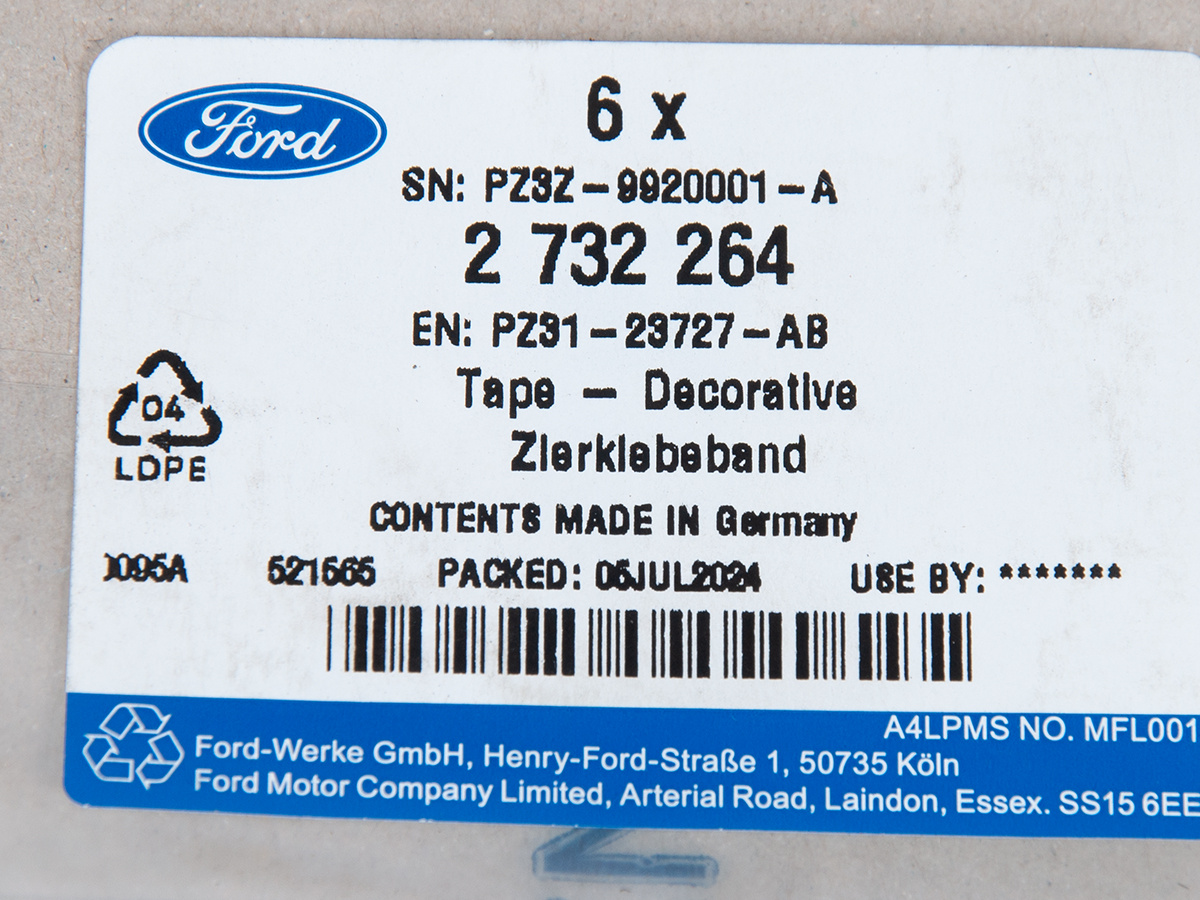 Ford
6 x
SN: PZ3Z-9920001-A
2 732 264
EN: PZ31-23727-AB
Tape - Decorative
Zierklebeband
04
LDPE
CONTENTS MADE IN Germany
521565 PACKED: 05JUL2024 USE BY: *******
A4LPMS NO. MFL001
Ford-Werke GmbH, Henry-Ford-Straße 1, 50735 Köln
Ford Motor Company Limited, Arterial Road, Laindon, Essex. SS15 6EE